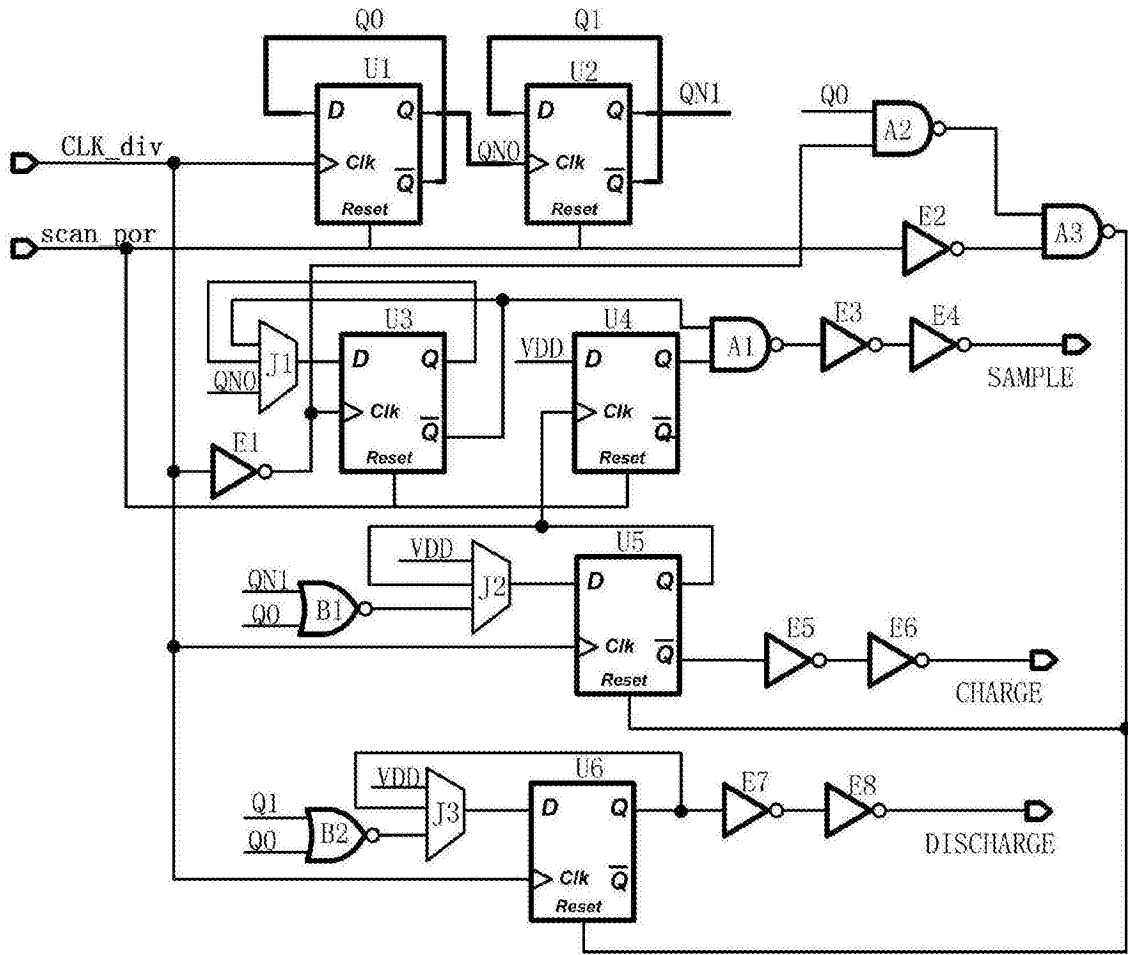 Q0 Q1
U1 U2
D Q D Q QN1 Q0
CLK_div Clk QN0 Clk A2
Q Q
Reset Reset
scan_por E2 A3
U3 U4 E3 E4
J1 D Q VDD D Q A1
QN0 SAMPLE
Clk Clk
E1 Q Q
Reset Reset
VDD U5
QN1 J2 D Q
Q0 B1
Clk Q E5 E6
Reset CHARGE
VDD U6 E7 E8
Q1 J3 D Q
Q0 B2 DISCHARGE
Clk Q
Reset